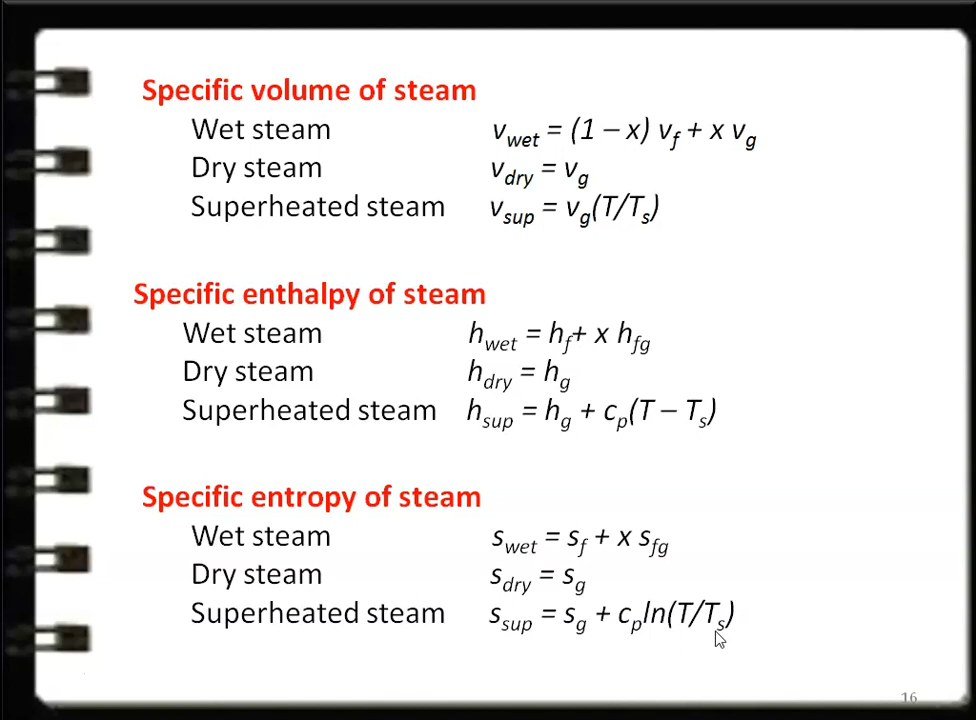 Specific volume of steam
Wet steam v_wet = (1 – x) v_f + x v_g
Dry steam v_dry = v_g
Superheated steam v_sup = v_g(T/T_s)
Specific enthalpy of steam
Wet steam h_wet = h_f+ x h_fg
Dry steam h_dry = h_g
Superheated steam h_sup = h_g + c_p(T – T_s)
Specific entropy of steam
Wet steam s_wet = s_f + x s_fg
Dry steam s_dry = s_g
Superheated steam s_sup = s_g + c_pln(T/T_s)
16